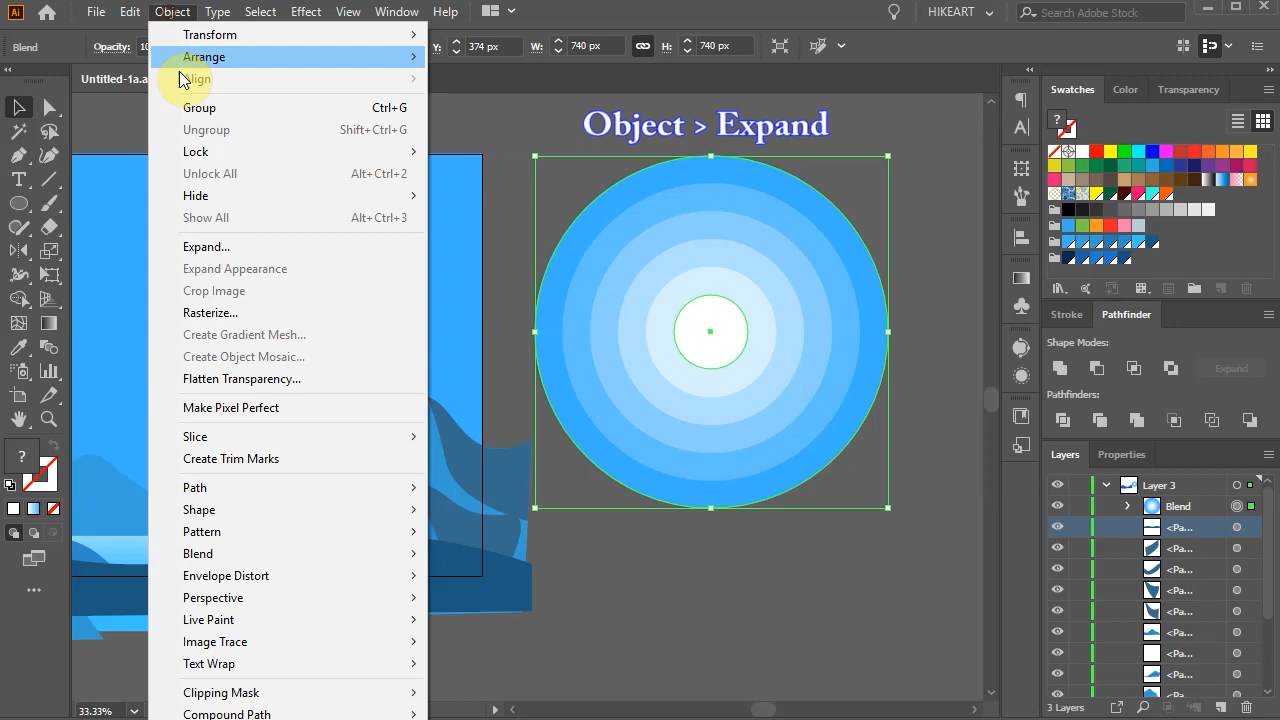 Ai File Edit Object Type Select Effect View Window Help HIKEART Search Adobe Stock
Blend Opacity: 10 Y: 374 px W: 740 px H: 740 px
Untitled-1a.a
Transform
Arrange
Align
Group Ctrl+G
Ungroup Shift+Ctrl+G
Lock
Unlock All Alt+Ctrl+2
Hide
Show All Alt+Ctrl+3
Expand...
Expand Appearance
Crop Image
Rasterize...
Create Gradient Mesh...
Create Object Mosaic...
Flatten Transparency...
Make Pixel Perfect
Slice
Create Trim Marks
Path
Shape
Pattern
Blend
Envelope Distort
Perspective
Live Paint
Image Trace
Text Wrap
Clipping Mask
Compound Path
Object > Expand
Swatches Color Transparency
Stroke Pathfinder
Shape Modes:
Expand
Pathfinders:
Layers Properties
Layer 3
Blend
<Pa...
<Pa...
<Pa...
<Pa...
<Pa...
<Pa...
<Pa...
<Pa...
<Pa...
3 Layers
33.33%